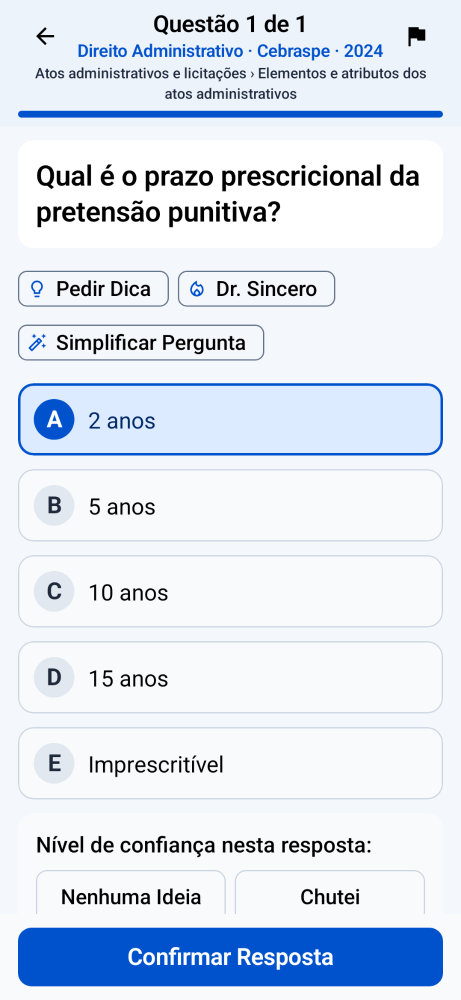 Questão 1 de 1
Direito Administrativo · Cebraspe · 2024
Atos administrativos e licitações › Elementos e atributos dos
atos administrativos
Qual é o prazo prescricional da
pretensão punitiva?
Pedir Dica
Dr. Sincero
Simplificar Pergunta
A 2 anos
B 5 anos
C 10 anos
D 15 anos
E Imprescritível
Nível de confiança nesta resposta:
Nenhuma Ideia
Chutei
Confirmar Resposta